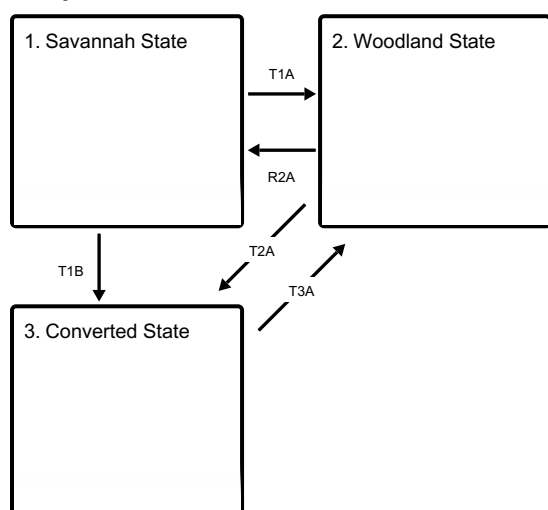 1. Savannah State
2. Woodland State
T1A
R2A
T2A
T1B
T3A
3. Converted State